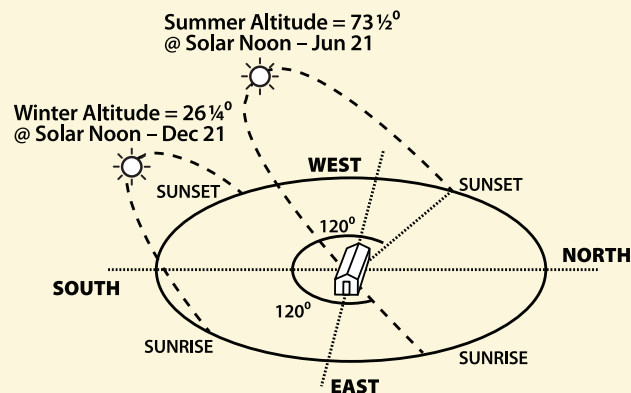 Summer Altitude = 73 ½⁰
@ Solar Noon – Jun 21
Winter Altitude = 26 ¼⁰
@ Solar Noon – Dec 21
WEST
SUNSET
SUNSET
120⁰
NORTH
SOUTH
120⁰
SUNRISE
SUNRISE
EAST